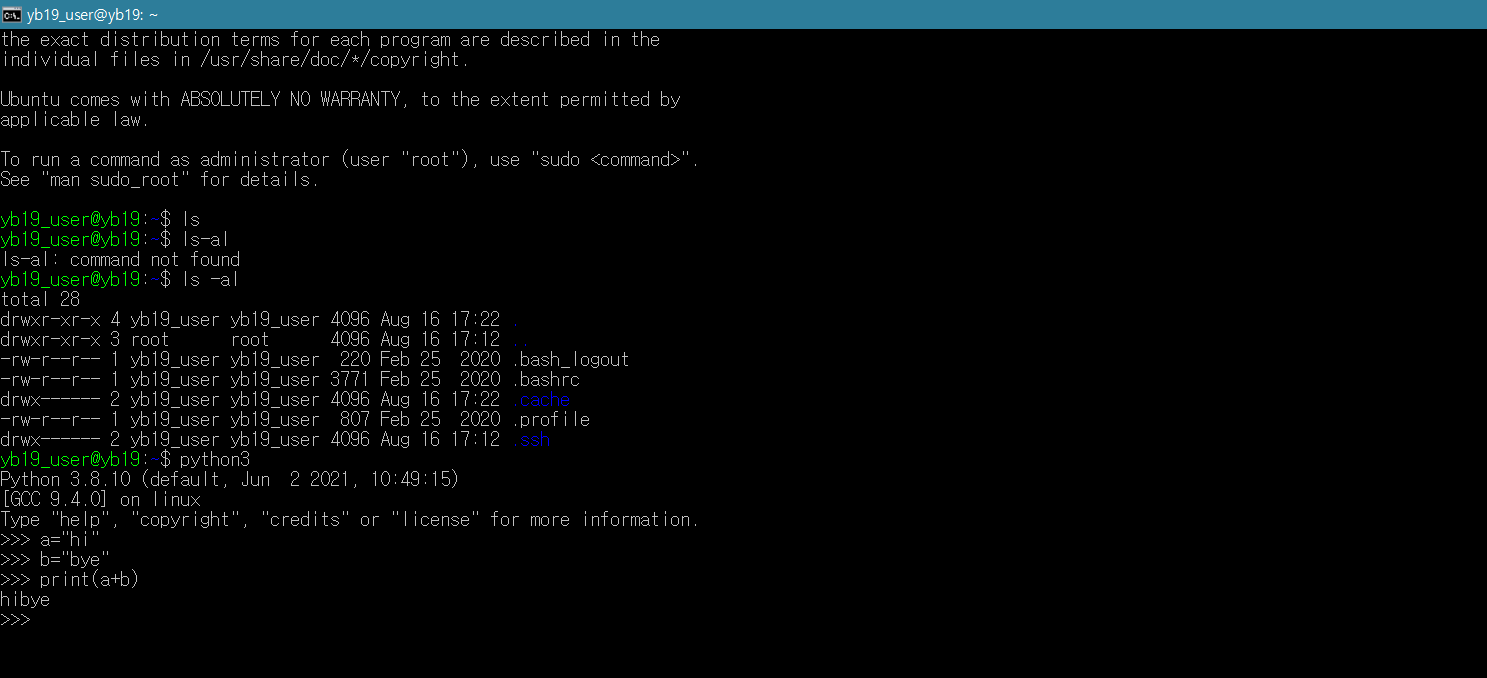 yb19_user@yb19: ~
the exact distribution terms for each program are described in the
individual files in /usr/share/doc/*/copyright.
Ubuntu comes with ABSOLUTELY NO WARRANTY, to the extent permitted by
applicable law.
To run a command as administrator (user "root"), use "sudo <command>".
See "man sudo_root" for details.
yb19_user@yb19:~$ ls
yb19_user@yb19:~$ ls-al
ls-al: command not found
yb19_user@yb19:~$ ls -al
total 28
drwxr-xr-x 4 yb19_user yb19_user 4096 Aug 16 17:22 .
drwxr-xr-x 3 root      root      4096 Aug 16 17:12 ..
-rw-r--r-- 1 yb19_user yb19_user  220 Feb 25  2020 .bash_logout
-rw-r--r-- 1 yb19_user yb19_user 3771 Feb 25  2020 .bashrc
drwx------ 2 yb19_user yb19_user 4096 Aug 16 17:22 .cache
-rw-r--r-- 1 yb19_user yb19_user  807 Feb 25  2020 .profile
drwx------ 2 yb19_user yb19_user 4096 Aug 16 17:12 .ssh
yb19_user@yb19:~$ python3
Python 3.8.10 (default, Jun  2 2021, 10:49:15)
[GCC 9.4.0] on linux
Type "help", "copyright", "credits" or "license" for more information.
>>> a="hi"
>>> b="bye"
>>> print(a+b)
hibye
>>>